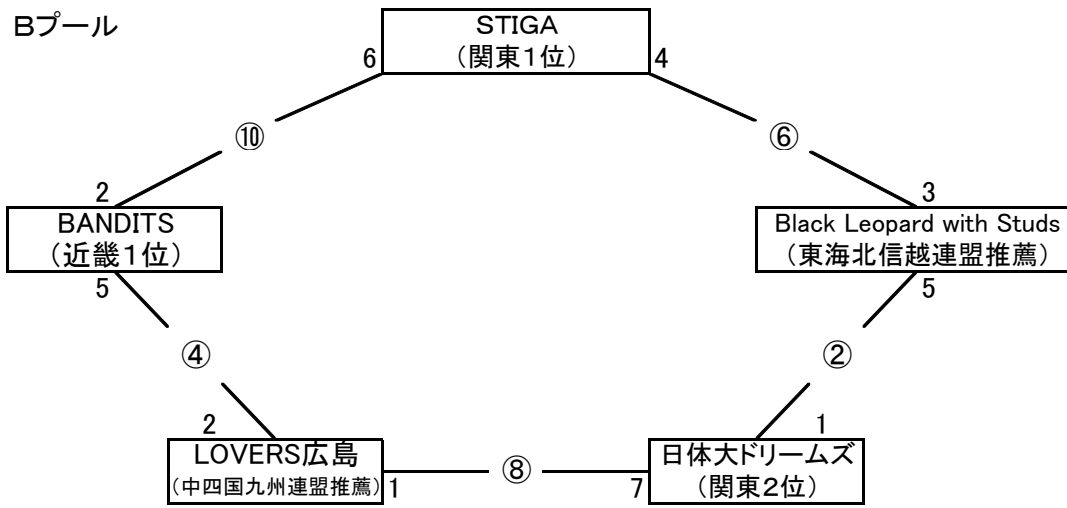 Bプール
STIGA
(関東1位)
6
4
⑩
⑥
2
3
BANDITS
(近畿1位)
Black Leopard with Studs
(東海北信越連盟推薦)
5
5
④
②
2
1
LOVERS広島
(中四国九州連盟推薦)
1
⑧
7
日体大ドリームズ
(関東2位)